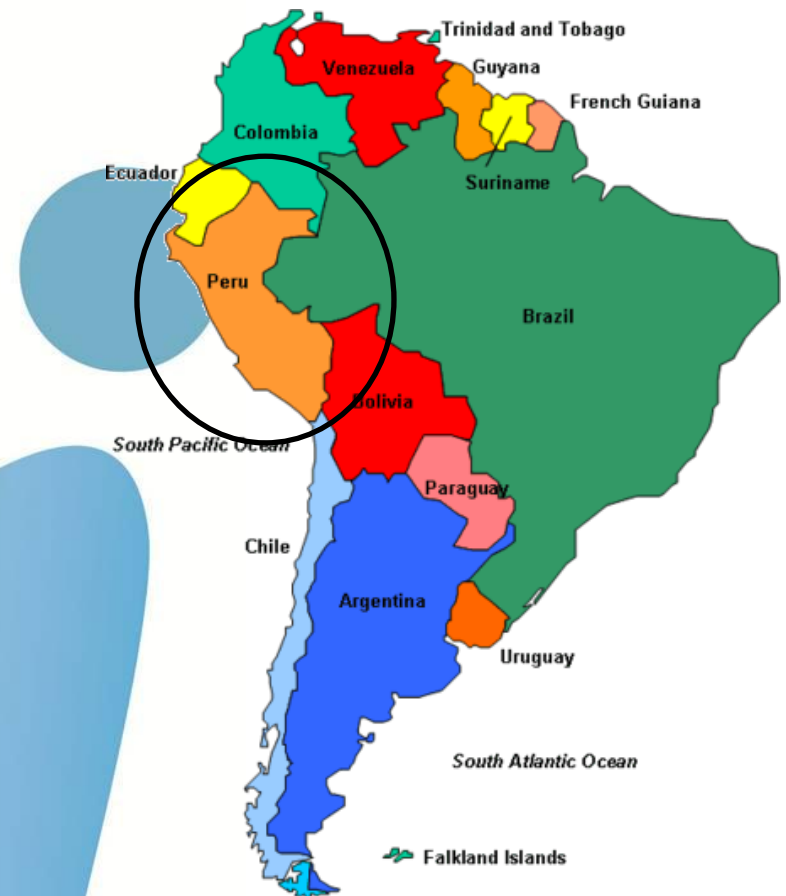 Trinidad and Tobago
Venezuela
Guyana
French Guiana
Colombia
Ecuador
Suriname
Peru
Brazil
Bolivia
South Pacific Ocean
Paraguay
Chile
Argentina
Uruguay
South Atlantic Ocean
Falkland Islands